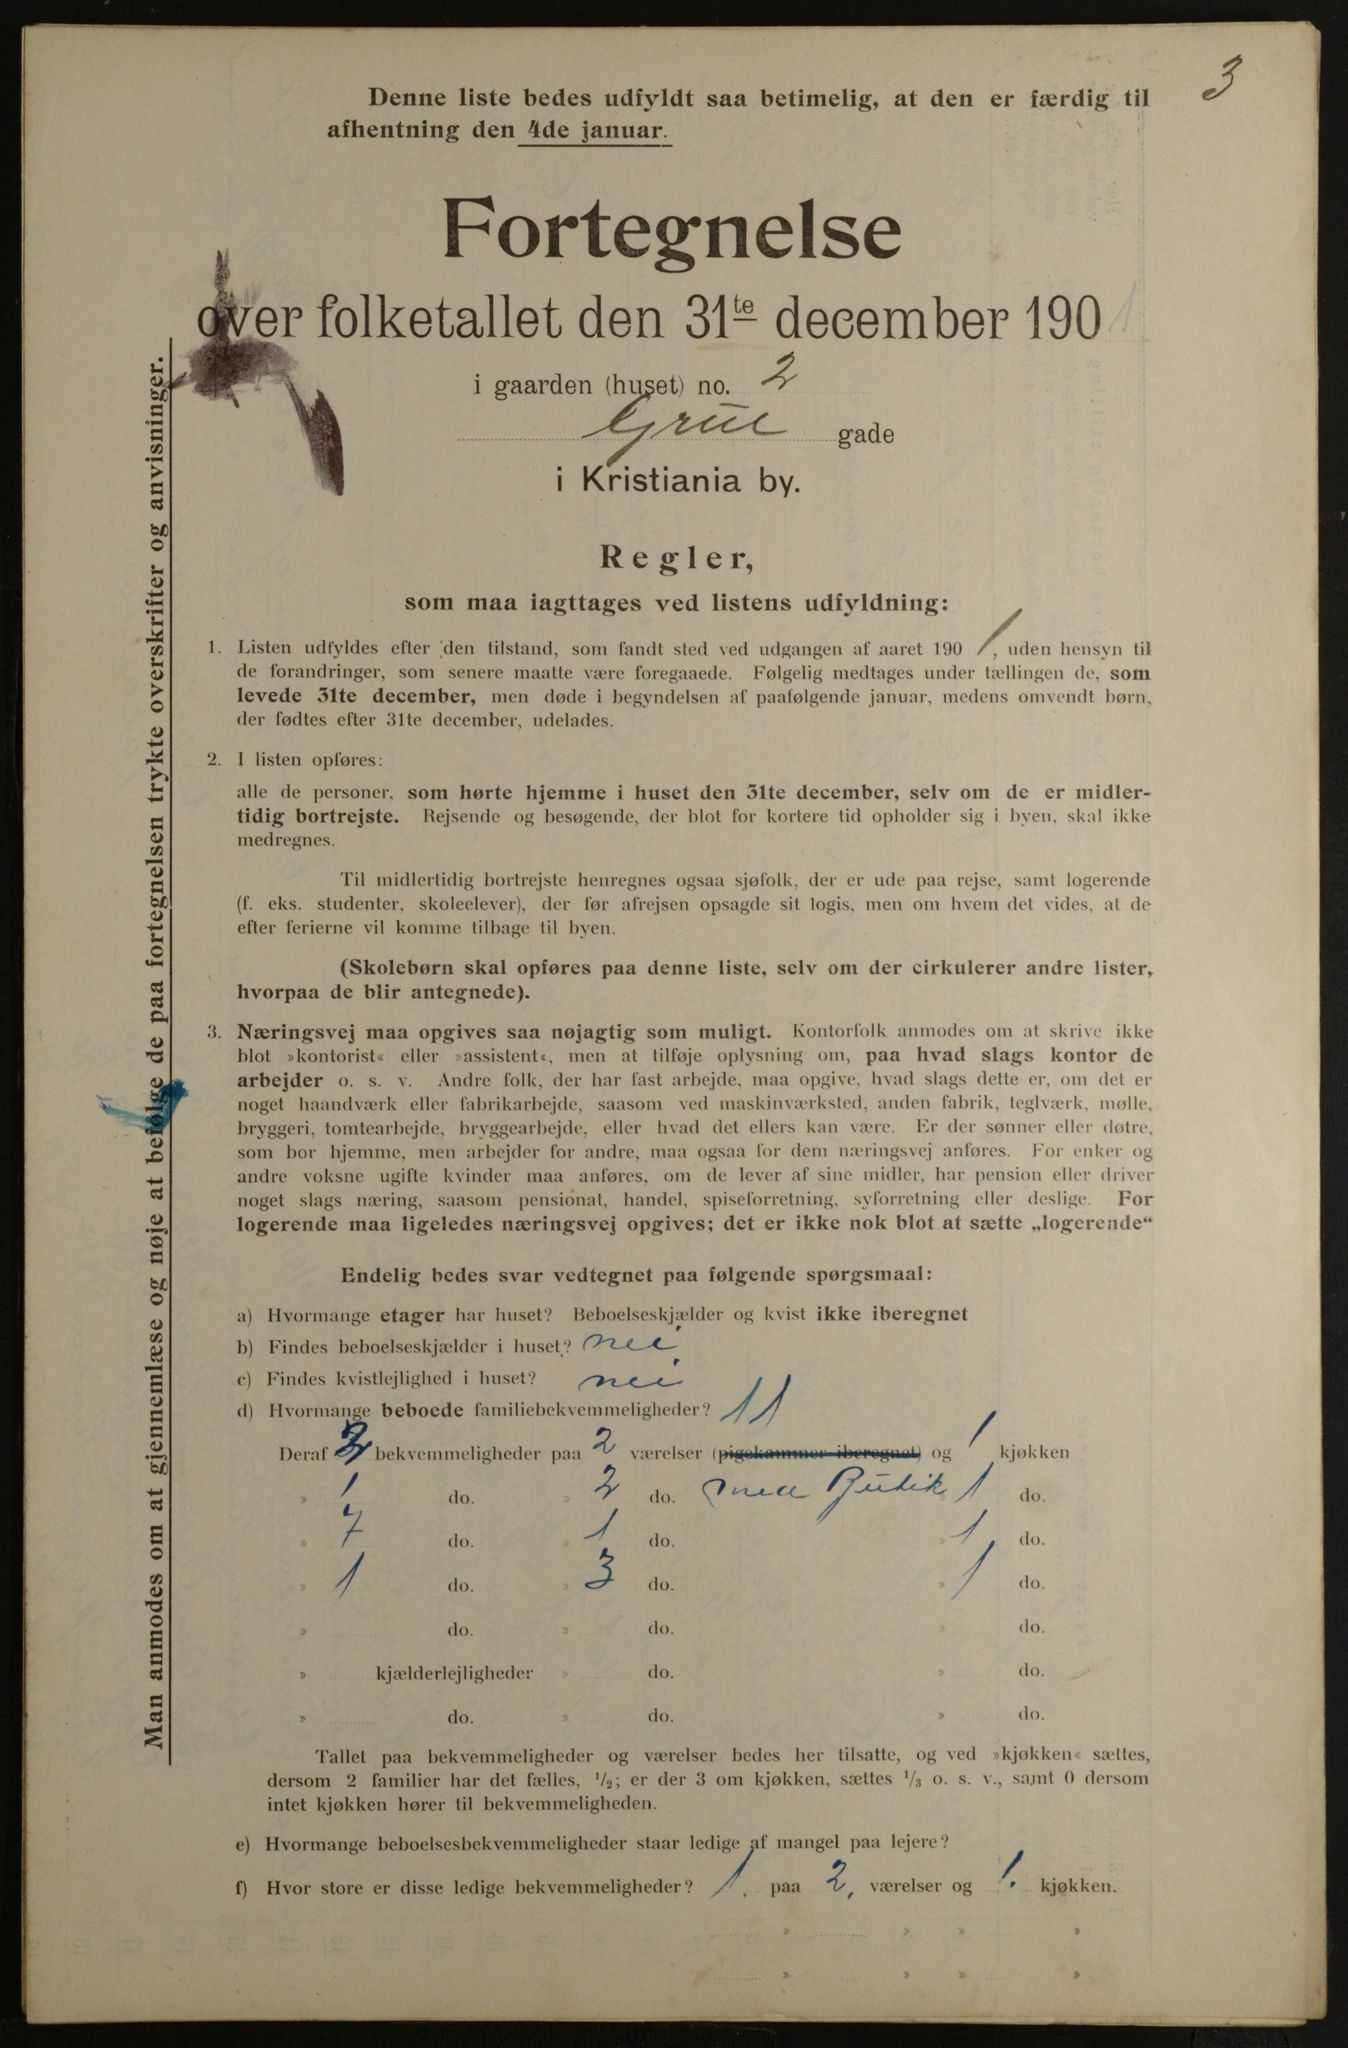 3
Denne liste bedes udfyldt saa betimelig, at den er færdig til
afhentning den 4de januar.
Fortegnelse
over folketallet den 31te december 1901
i gaarden (huset) no. 2
Grüe gade
i Kristiania by.
Regler,
som maa iagttages ved listens udfyldning:
1. Listen udfyldes efter den tilstand, som fandt sted ved udgangen af aaret 1901, uden hensyn til
de forandringer, som senere maatte være foregaaede. Følgelig medtages under tællingen de, som
levede 31te december, men døde i begyndelsen af paafølgende januar, medens omvendt børn,
der fødtes efter 31te december, udelades.
2. I listen opføres:
alle de personer, som hørte hjemme i huset den 31te december, selv om de er midler-
tidig bortrejste. Rejsende og besøgende, der blot for kortere tid opholder sig i byen, skal ikke
medregnes.
Til midlertidig bortrejste henregnes ogsaa sjøfolk, der er ude paa rejse, samt logerende
(f. eks. studenter, skoleelever), der før afrejsen opsagde sit logis, men om hvem det vides, at de
efter ferierne vil komme tilbage til byen.
(Skolebørn skal opføres paa denne liste, selv om der cirkulerer andre lister,
hvorpaa de blir antegnede).
3. Næringsvej maa opgives saa nøjagtig som muligt. Kontorfolk anmodes om at skrive ikke
blot »kontorist« eller »assistent«, men at tilføje oplysning om, paa hvad slags kontor de
arbejder o. s. v. Andre folk, der har fast arbejde, maa opgive, hvad slags dette er, om det er
noget haandværk eller fabrikarbejde, saasom ved maskinværksted, anden fabrik, teglværk, mølle,
bryggeri, tomtearbejde, bryggearbejde, eller hvad det ellers kan være. Er der sønner eller døtre,
som bor hjemme, men arbejder for andre, maa ogsaa for dem næringsvej anføres. For enker og
andre voksne ugifte kvinder maa anføres, om de lever af sine midler, har pension eller driver
noget slags næring, saasom pensionat, handel, spiseforretning, syforretning eller deslige. For
logerende maa ligeledes næringsvej opgives; det er ikke nok blot at sætte „logerende“
Endelig bedes svar vedtegnet paa følgende spørgsmaal:
a) Hvormange etager har huset? Beboelseskjælder og kvist ikke iberegnet
b) Findes beboelseskjælder i huset? nei
c) Findes kvistlejlighed i huset? nei
d) Hvormange beboede familiebekvemmeligheder? 11
Deraf 2 bekvemmeligheder paa 2 værelser (pigekammer iberegnet) og 1 kjøkken
» 1 do. » 2 do. med Butik 1 do.
» 7 do. » 1 do. » 1 do.
» 1 do. » 3 do. » 1 do.
» do. » do. » do.
» kjælderlejligheder » do. » do.
» do. » do. » do.
Tallet paa bekvemmeligheder og værelser bedes her tilsatte, og ved »kjøkken« sættes,
dersom 2 familier har det fælles, 1/2; er der 3 om kjøkken, sættes 1/3 o. s. v., samt 0 dersom
intet kjøkken hører til bekvemmeligheden.
e) Hvormange beboelsesbekvemmeligheder staar ledige af mangel paa lejere?
f) Hvor store er disse ledige bekvemmeligheder? 1. paa 2. værelser og 1. kjøkken.
» » » »
» » » »
Man anmodes om at gjennemlæse og nøje at befølge de paa fortegnelsen trykte overskrifter og anvisninger.